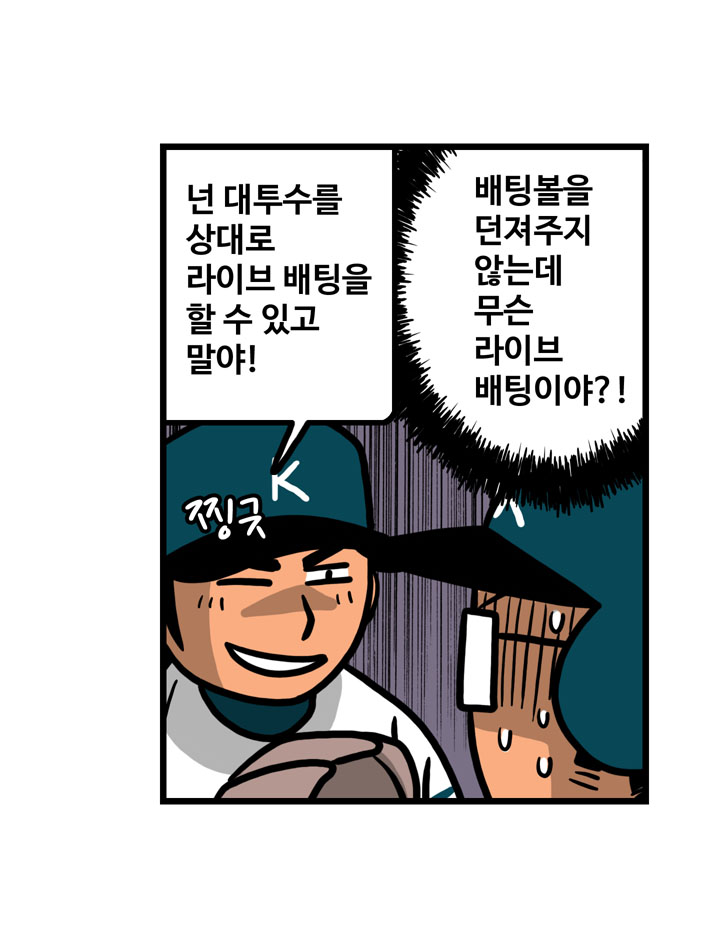 넌 대투수를
상대로
라이브 배팅을
할 수 있고
말야!
배팅볼을
던져주지
않는데
무슨
라이브
배팅이야?!
K
찡긋